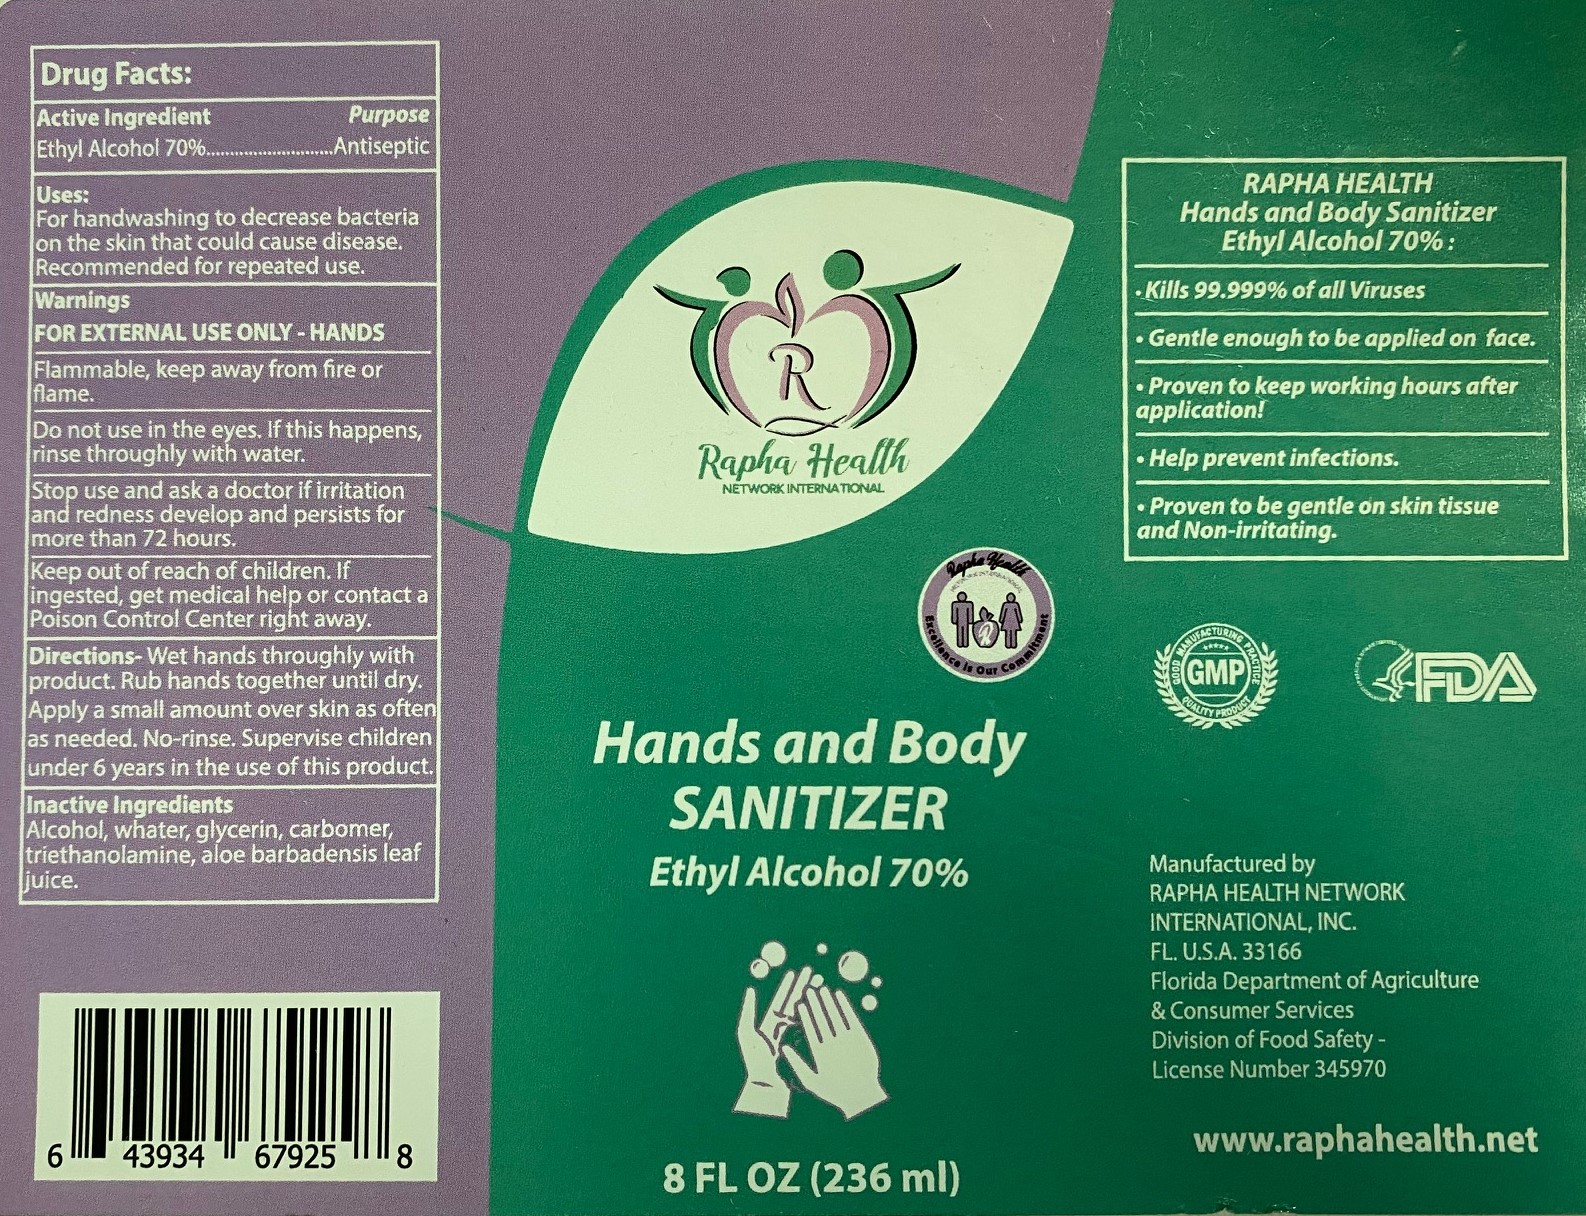 Drug Facts:
Active Ingredient Purpose
Ethyl Alcohol 70%...........................Antiseptic
Uses:
For handwashing to decrease bacteria
on the skin that could cause disease.
Recommended for repeated use.
Warnings
FOR EXTERNAL USE ONLY - HANDS
Flammable, keep away from fire or
flame.
Do not use in the eyes. If this happens,
rinse throughly with water.
Stop use and ask a doctor if irritation
and redness develop and persists for
more than 72 hours.
Keep out of reach of children. If
ingested, get medical help or contact a
Poison Control Center right away.
Directions- Wet hands throughly with
product. Rub hands together until dry.
Apply a small amount over skin as often
as needed. No-rinse. Supervise children
under 6 years in the use of this product.
Inactive Ingredients
Alcohol, whater, glycerin, carbomer,
triethanolamine, aloe barbadensis leaf
juice.
6 43934 67925 8
R
Rapha Health
NETWORK INTERNATIONAL
Rapha Health
NETWORK INTERNATIONAL
R
Excellence is Our Commitment
Hands and Body
SANITIZER
Ethyl Alcohol 70%
8 FL OZ (236 ml)
RAPHA HEALTH
Hands and Body Sanitizer
Ethyl Alcohol 70% :
• Kills 99.999% of all Viruses
• Gentle enough to be applied on face.
• Proven to keep working hours after
application!
• Help prevent infections.
• Proven to be gentle on skin tissue
and Non-irritating.
GOOD MANUFACTURING PRACTICE
GMP
QUALITY PRODUCT
FDA
Manufactured by
RAPHA HEALTH NETWORK
INTERNATIONAL, INC.
FL. U.S.A. 33166
Florida Department of Agriculture
& Consumer Services
Division of Food Safety -
License Number 345970
www.raphahealth.net